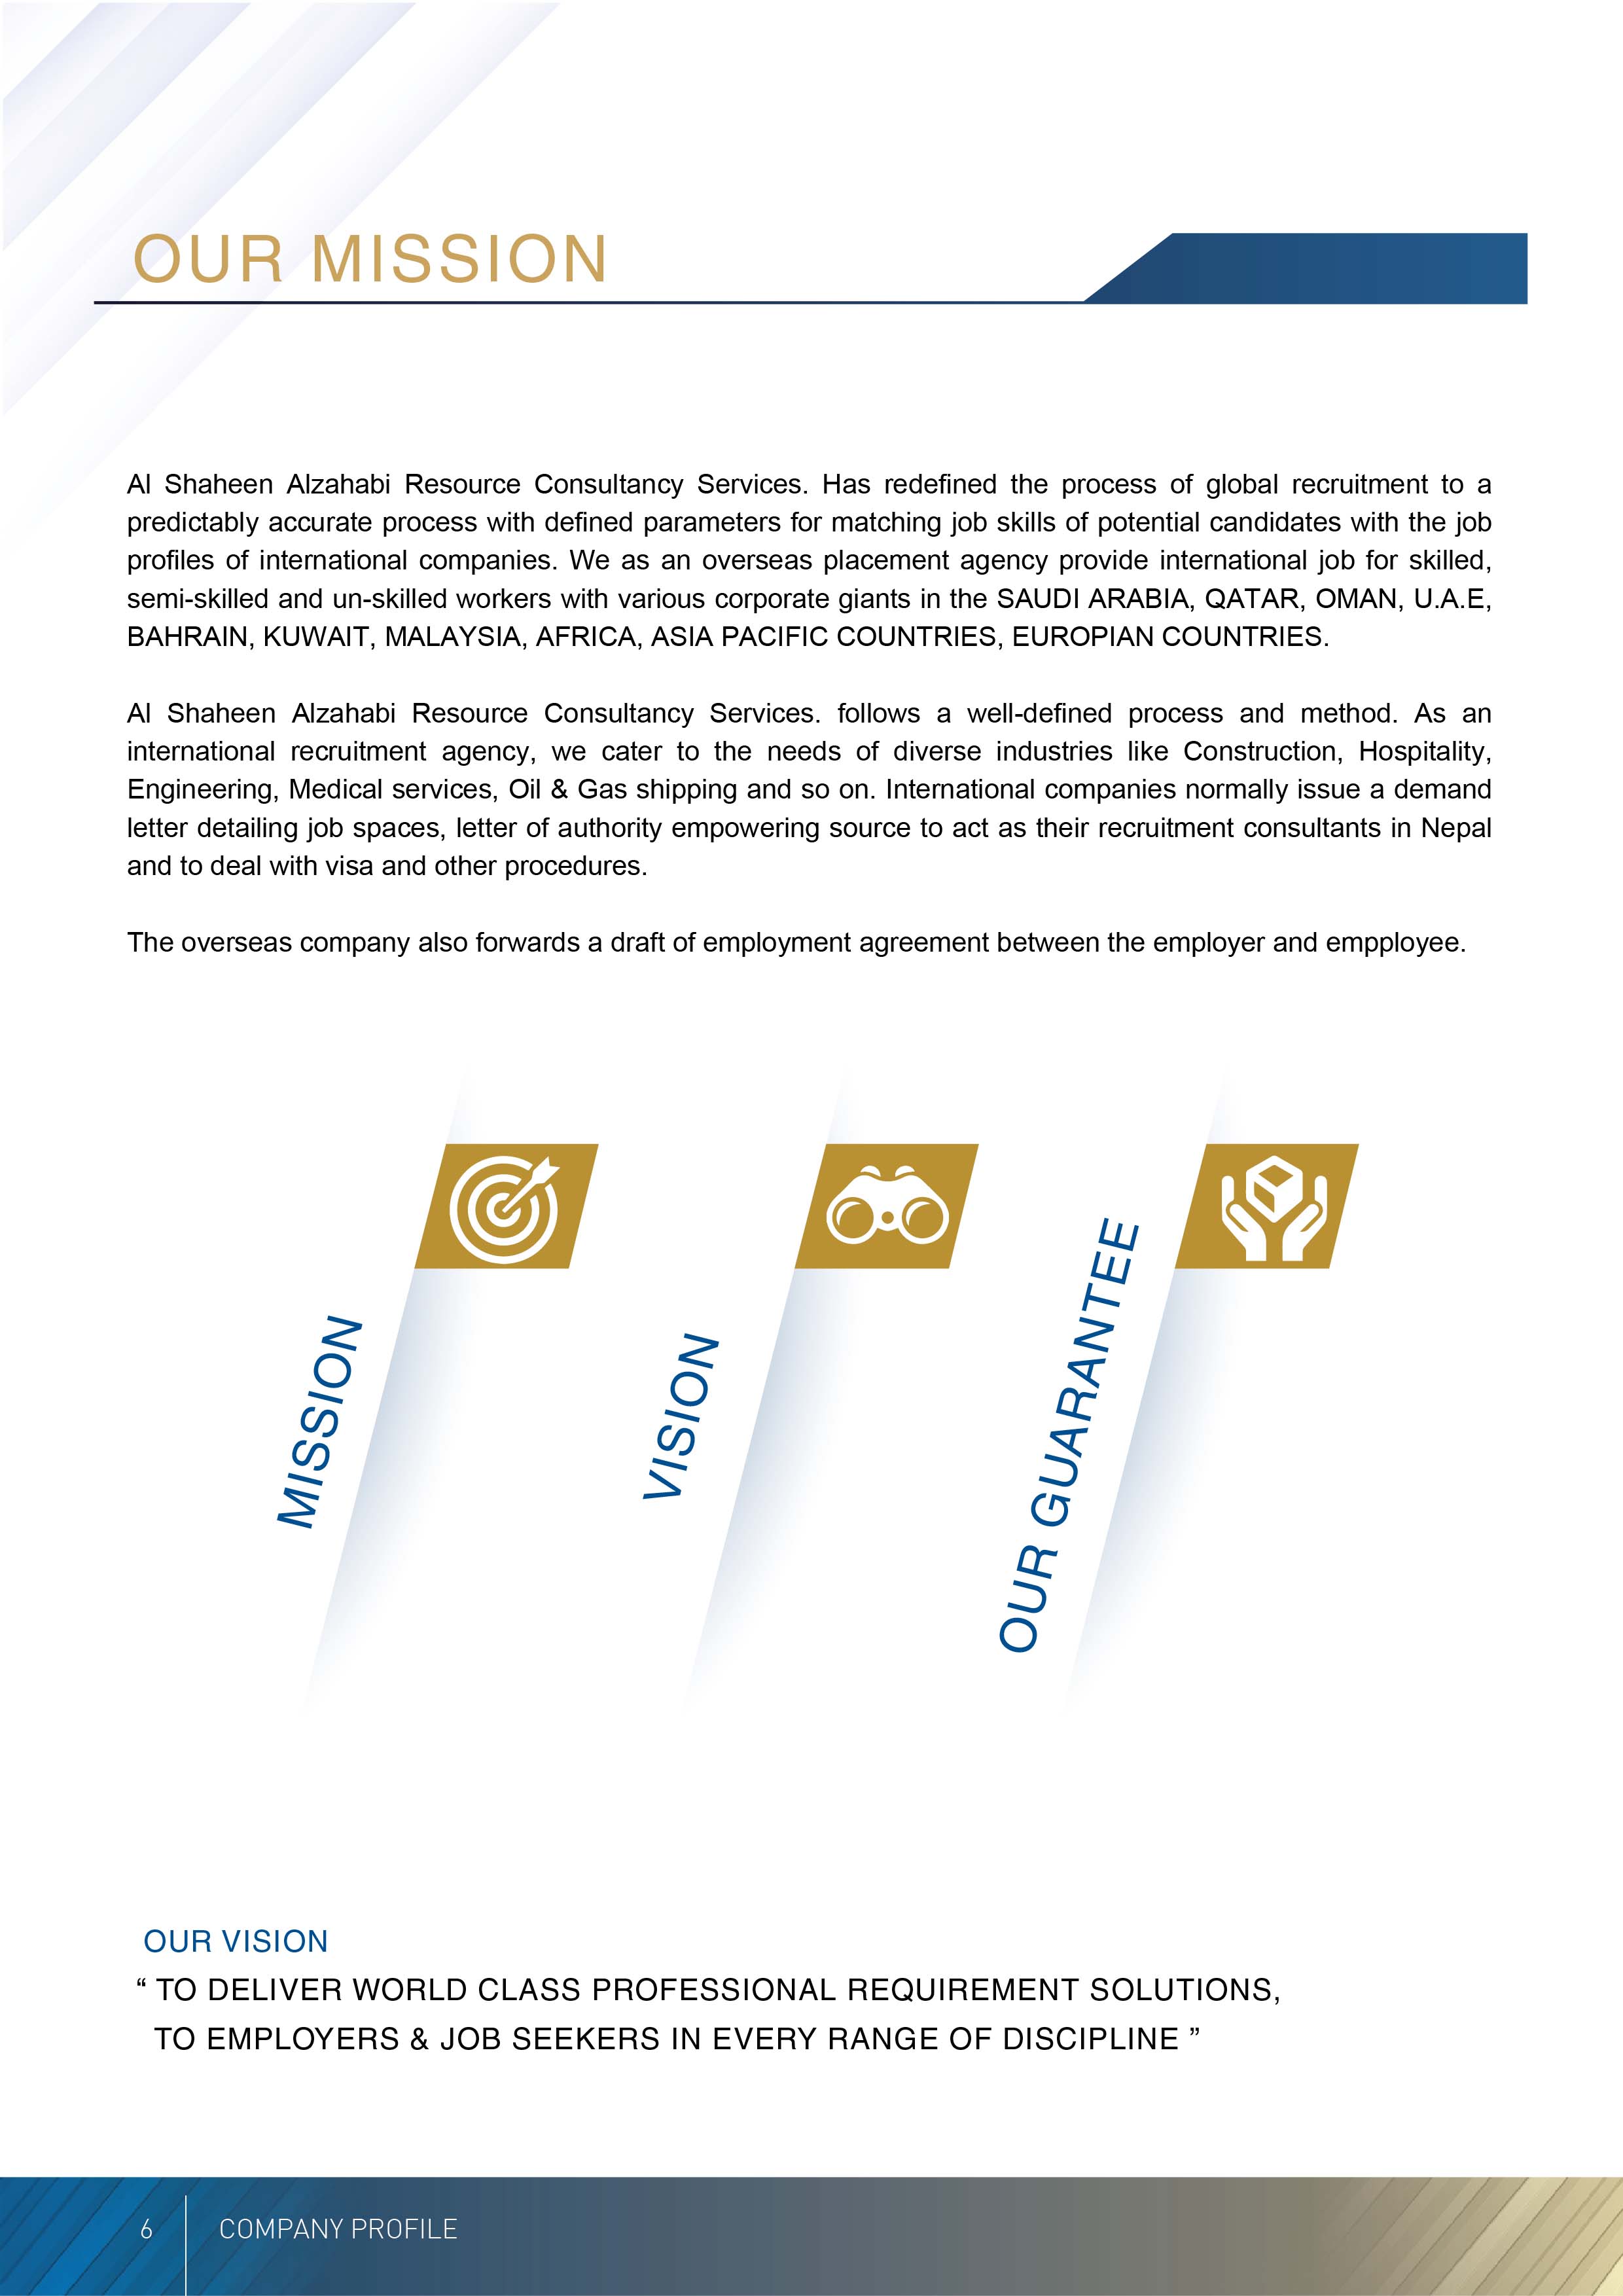 OUR MISSION
Al Shaheen Alzahabi Resource Consultancy Services. Has redefined the process of global recruitment to a
predictably accurate process with defined parameters for matching job skills of potential candidates with the job
profiles of international companies. We as an overseas placement agency provide international job for skilled,
semi-skilled and un-skilled workers with various corporate giants in the SAUDI ARABIA, QATAR, OMAN, U.A.E,
BAHRAIN, KUWAIT, MALAYSIA, AFRICA, ASIA PACIFIC COUNTRIES, EUROPIAN COUNTRIES.
Al Shaheen Alzahabi Resource Consultancy Services. follows a well-defined process and method. As an
international recruitment agency, we cater to the needs of diverse industries like Construction, Hospitality,
Engineering, Medical services, Oil & Gas shipping and so on. International companies normally issue a demand
letter detailing job spaces, letter of authority empowering source to act as their recruitment consultants in Nepal
and to deal with visa and other procedures.
The overseas company also forwards a draft of employment agreement between the employer and empployee.
MISSION
VISION
OUR GUARANTEE
OUR VISION
“ TO DELIVER WORLD CLASS PROFESSIONAL REQUIREMENT SOLUTIONS,
TO EMPLOYERS & JOB SEEKERS IN EVERY RANGE OF DISCIPLINE ”
6 COMPANY PROFILE